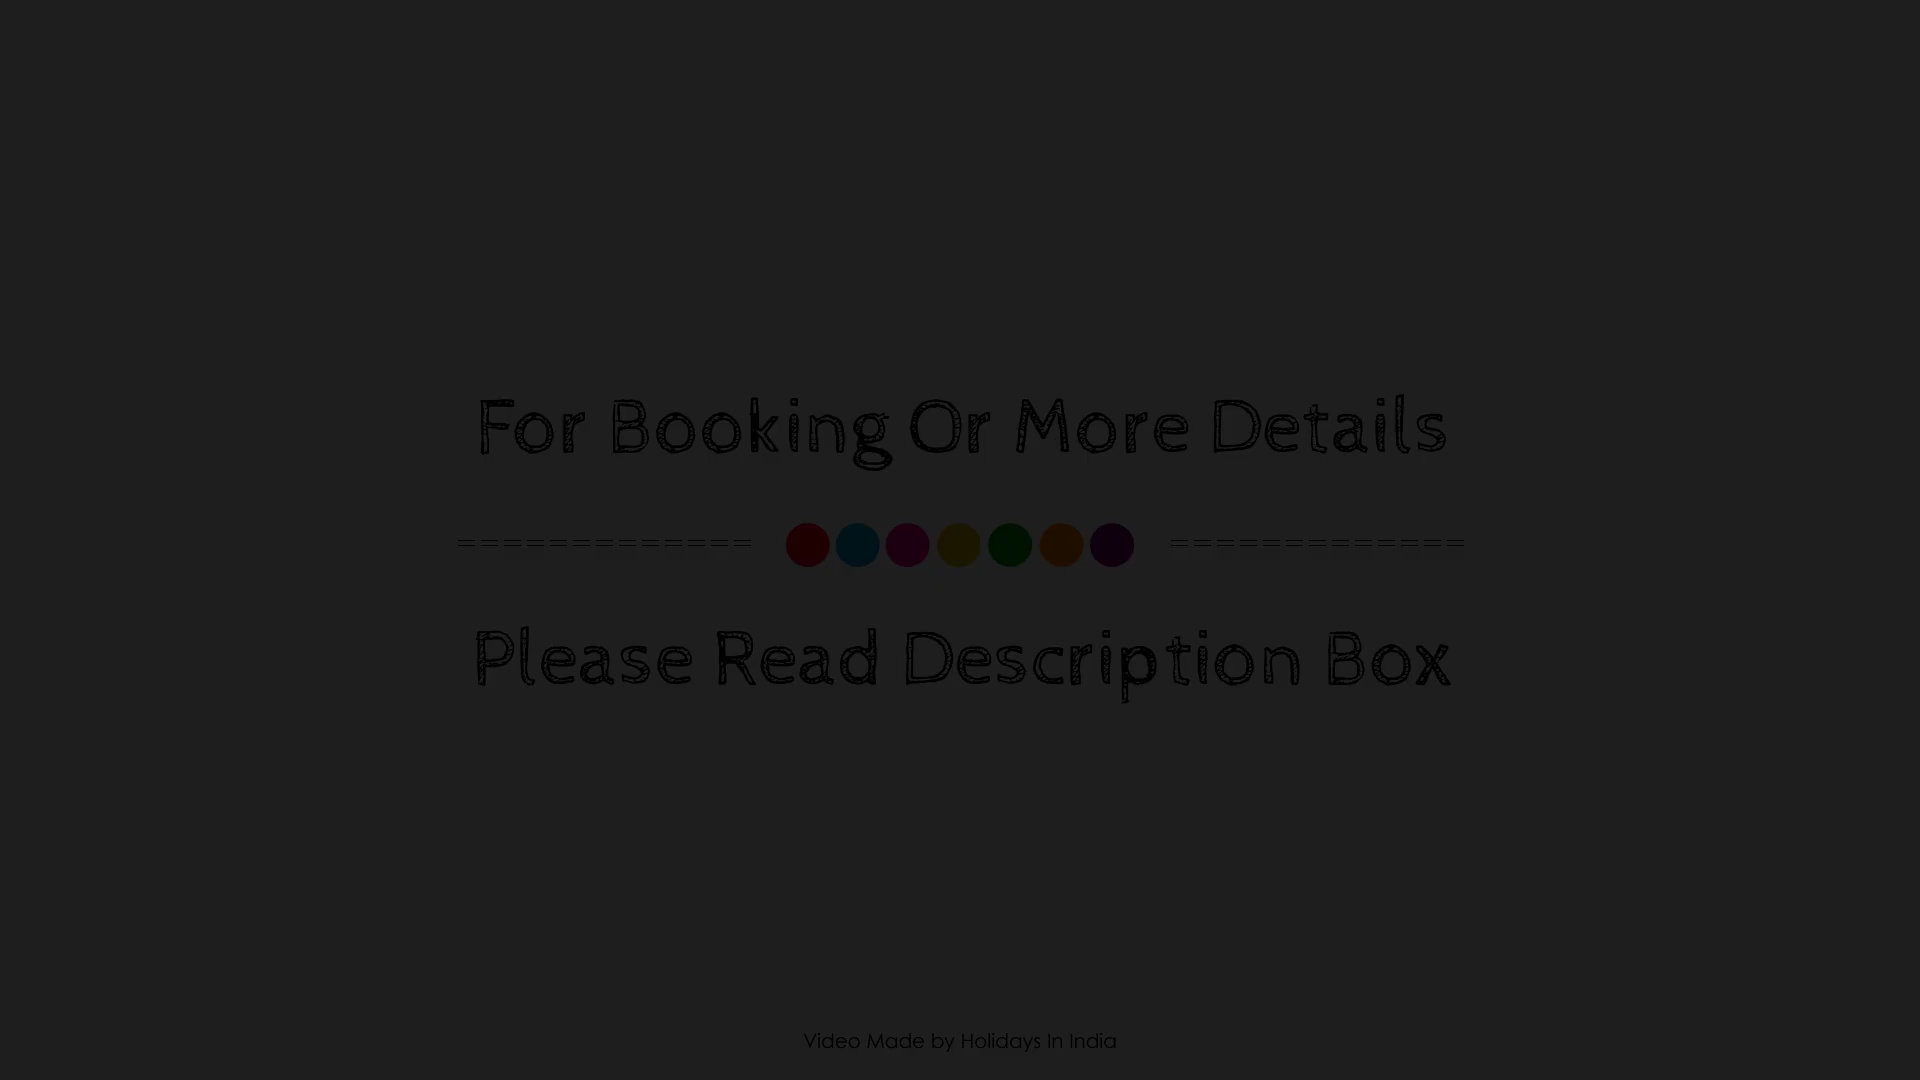 For Booking Or More Details
============= =============
Please Read Description Box
Video Made by Holidays In India